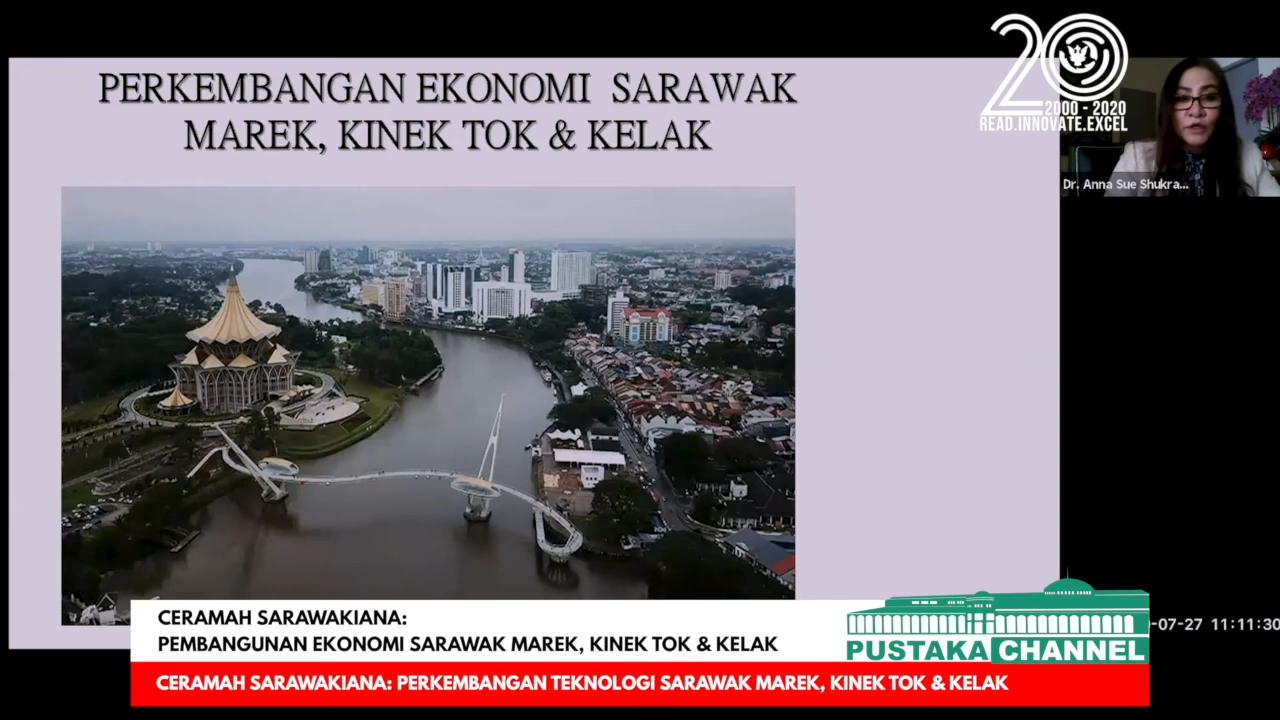 PERKEMBANGAN EKONOMI SARAWAK
MAREK, KINEK TOK & KELAK
20
2000 - 2020
READ.INNOVATE.EXCEL
Dr. Anna Sue Shukra...
CERAMAH SARAWAKIANA:
PEMBANGUNAN EKONOMI SARAWAK MAREK, KINEK TOK & KELAK
PUSTAKA CHANNEL
-07-27 11:11:30
CERAMAH SARAWAKIANA: PERKEMBANGAN TEKNOLOGI SARAWAK MAREK, KINEK TOK & KELAK